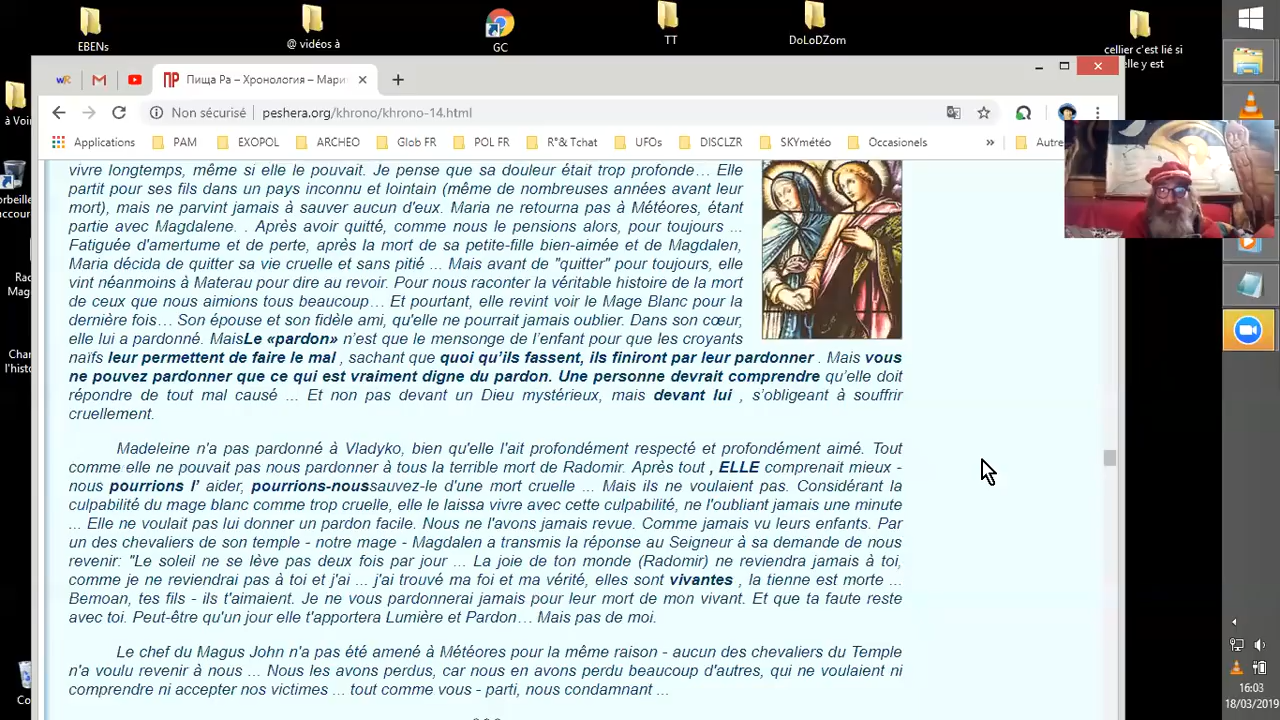 EBENs
@ vidéos à
GC
TT
DoLoDZom
cellier c'est lié si
elle y est
Пища Ра – Хронология – Мари
Non sécurisé
peshera.org/khrono/khrono-14.html
Applications
PAM
EXOPOL
ARCHEO
Glob FR
POL FR
R°& Tchat
UFOs
DISCLZR
SKYmétéo
Occasionels
»
Autre
à Voir
vivre longtemps, même si elle le pouvait. Je pense que sa douleur était trop profonde… Elle
partit pour ses fils dans un pays inconnu et lointain (même de nombreuses années avant leur
mort), mais ne parvint jamais à sauver aucun d'eux. Maria ne retourna pas à Météores, étant
partie avec Magdalene. . Après avoir quitté, comme nous le pensions alors, pour toujours ...
Fatiguée d'amertume et de perte, après la mort de sa petite-fille bien-aimée et de Magdalen,
Maria décida de quitter sa vie cruelle et sans pitié ... Mais avant de "quitter" pour toujours, elle
vint néanmoins à Materau pour dire au revoir. Pour nous raconter la véritable histoire de la mort
de ceux que nous aimions tous beaucoup… Et pourtant, elle revint voir le Mage Blanc pour la
dernière fois… Son épouse et son fidèle ami, qu'elle ne pourrait jamais oublier. Dans son cœur,
elle lui a pardonné. MaisLe «pardon» n'est que le mensonge de l'enfant pour que les croyants
naïfs leur permettent de faire le mal , sachant que quoi qu'ils fassent, ils finiront par leur pardonner . Mais vous
ne pouvez pardonner que ce qui est vraiment digne du pardon. Une personne devrait comprendre qu'elle doit
répondre de tout mal causé ... Et non pas devant un Dieu mystérieux, mais devant lui , s'obligeant à souffrir
cruellement.
Madeleine n'a pas pardonné à Vladyko, bien qu'elle l'ait profondément respecté et profondément aimé. Tout
comme elle ne pouvait pas nous pardonner à tous la terrible mort de Radomir. Après tout , ELLE comprenait mieux -
nous pourrions l' aider, pourrions-noussauvez-le d'une mort cruelle ... Mais ils ne voulaient pas. Considérant la
culpabilité du mage blanc comme trop cruelle, elle le laissa vivre avec cette culpabilité, ne l'oubliant jamais une minute
... Elle ne voulait pas lui donner un pardon facile. Nous ne l'avons jamais revue. Comme jamais vu leurs enfants. Par
un des chevaliers de son temple - notre mage - Magdalen a transmis la réponse au Seigneur à sa demande de nous
revenir: "Le soleil ne se lève pas deux fois par jour ... La joie de ton monde (Radomir) ne reviendra jamais à toi,
comme je ne reviendrai pas à toi et j'ai ... j'ai trouvé ma foi et ma vérité, elles sont vivantes , la tienne est morte ...
Bemoan, tes fils - ils t'aimaient. Je ne vous pardonnerai jamais pour leur mort de mon vivant. Et que ta faute reste
avec toi. Peut-être qu'un jour elle t'apportera Lumière et Pardon… Mais pas de moi.
Le chef du Magus John n'a pas été amené à Météores pour la même raison - aucun des chevaliers du Temple
n'a voulu revenir à nous ... Nous les avons perdus, car nous en avons perdu beaucoup d'autres, qui ne voulaient ni
comprendre ni accepter nos victimes ... tout comme vous - parti, nous condamnant ...
16:03
18/03/2019